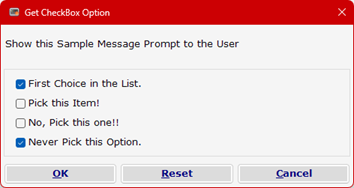 Get CheckBox Option
Show this Sample Message Prompt to the User
First Choice in the List.
Pick this Item!
No, Pick this one!!
Never Pick this Option.
OK Reset Cancel